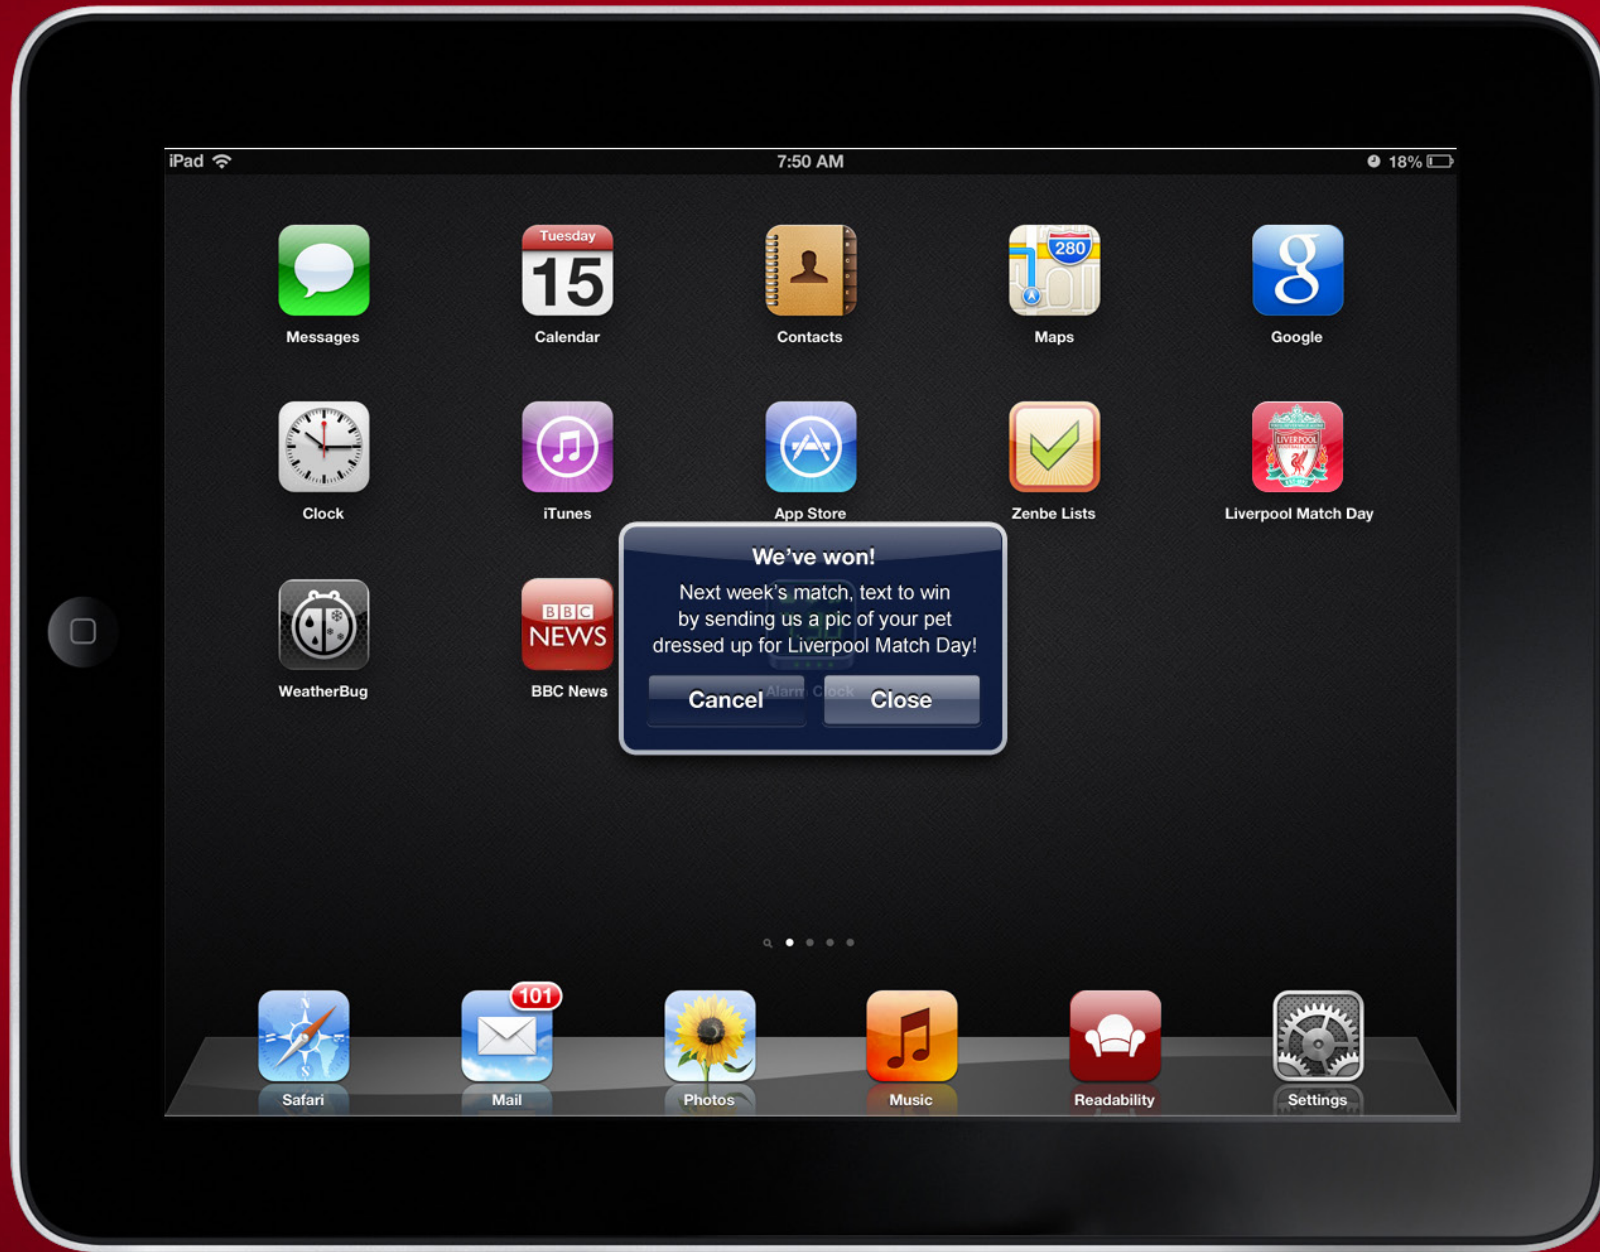 iPad 7:50 AM 18%
Tuesday 280 g
15
Messages Calendar Contacts Maps Google
LIVERPOOL
Clock iTunes App Store Zenbe Lists Liverpool Match Day
We've won!
Next week's match, text to win
by sending us a pic of your pet
dressed up for Liverpool Match Day!
BBC
NEWS
WeatherBug BBC News Alarm Clock
Cancel Close
101
N
S
Safari Mail Photos Music Readability Settings